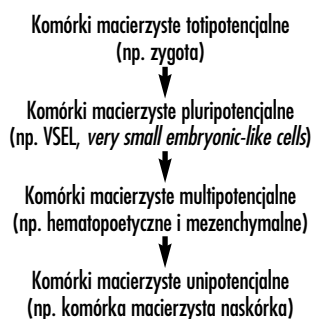 Komórki macierzyste totipotencjalne
(np. zygota)
Komórki macierzyste pluripotencjalne
(np. VSEL, very small embryonic-like cells)
Komórki macierzyste multipotencjalne
(np. hematopoetyczne i mezenchymalne)
Komórki macierzyste unipotencjalne
(np. komórka macierzysta naskórka)